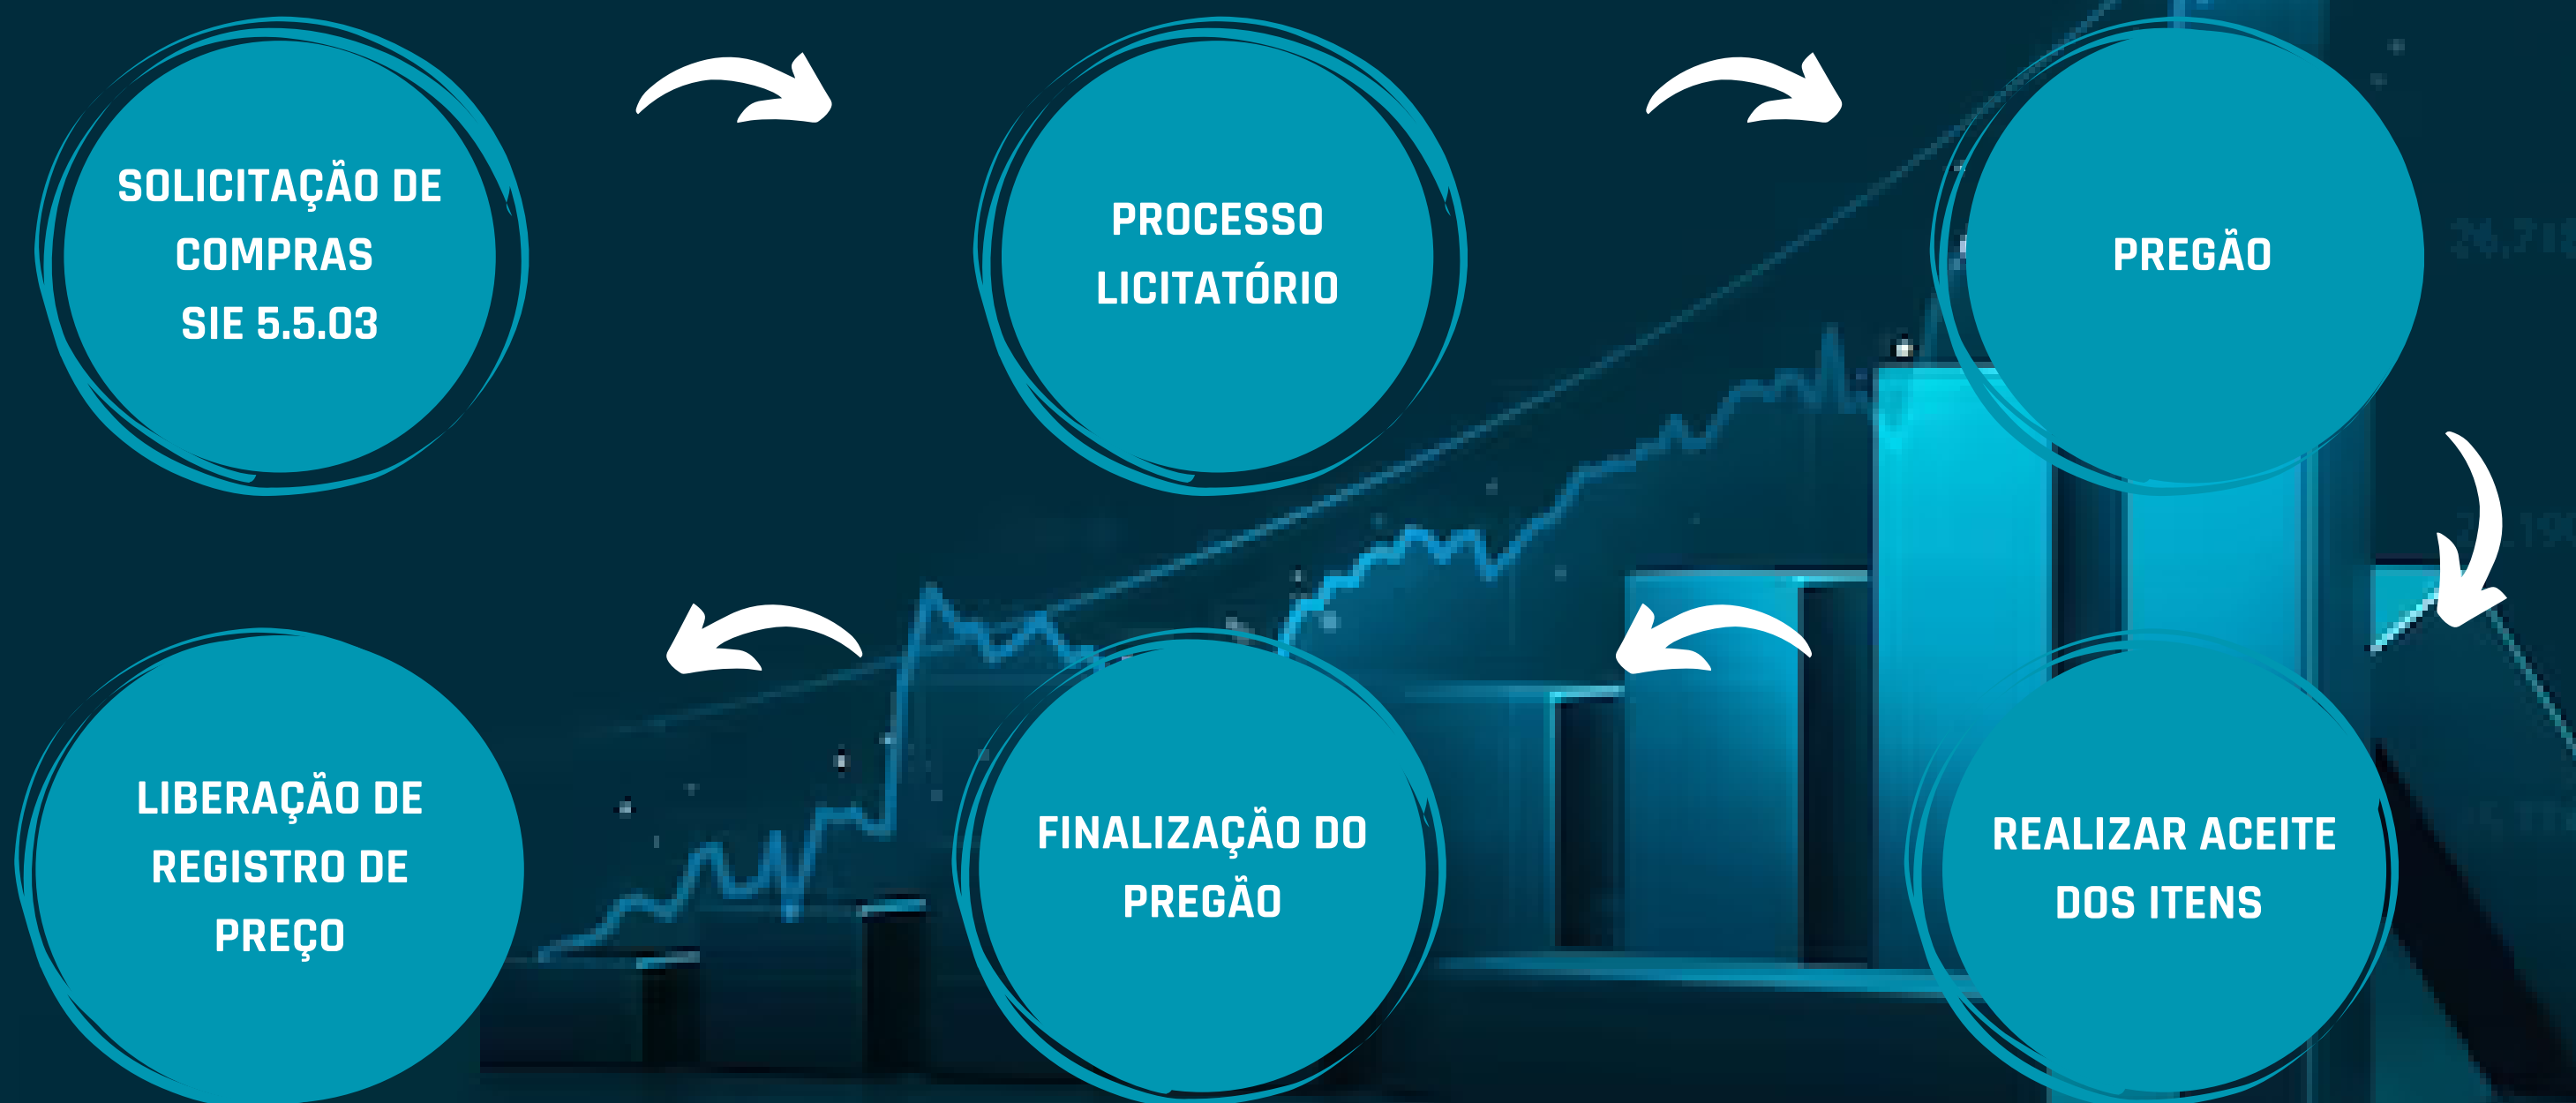 SOLICITAÇÃO DE
COMPRAS
SIE 5.5.03
PROCESSO
LICITATÓRIO
PREGÃO
REALIZAR ACEITE
DOS ITENS
FINALIZAÇÃO DO
PREGÃO
LIBERAÇÃO DE
REGISTRO DE
PREÇO